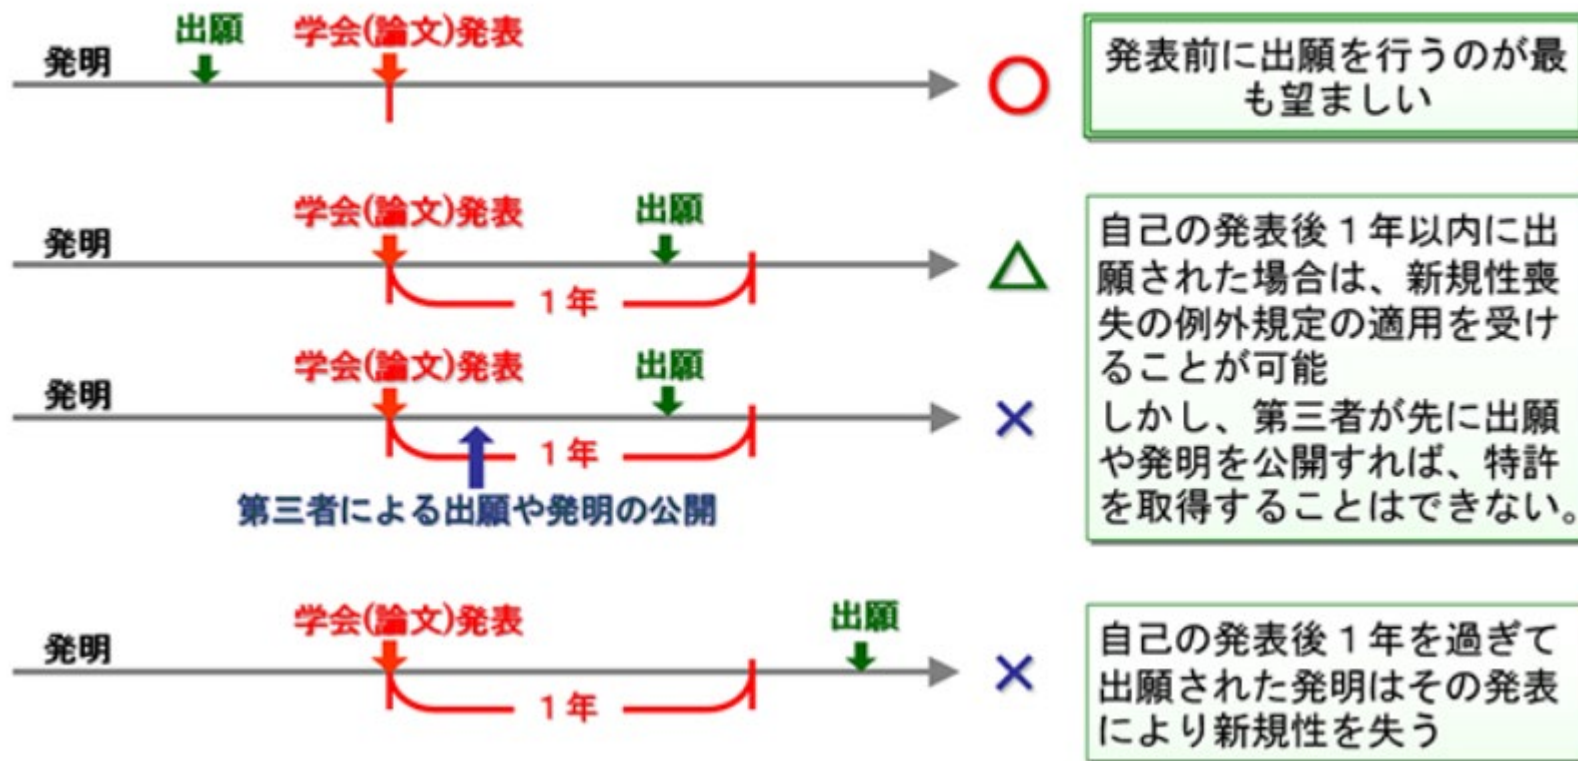 出願 学会(論文)発表
発明
発表前に出願を行うのが最
も望ましい
学会(論文)発表 出願
発明
1年
学会(論文)発表 出願
発明
1年
第三者による出願や発明の公開
自己の発表後1年以内に出
願された場合は、新規性喪
失の例外規定の適用を受け
ることが可能
しかし、第三者が先に出願
や発明を公開すれば、特許
を取得することはできない。
学会(論文)発表 出願
発明
1年
自己の発表後1年を過ぎて
出願された発明はその発表
により新規性を失う